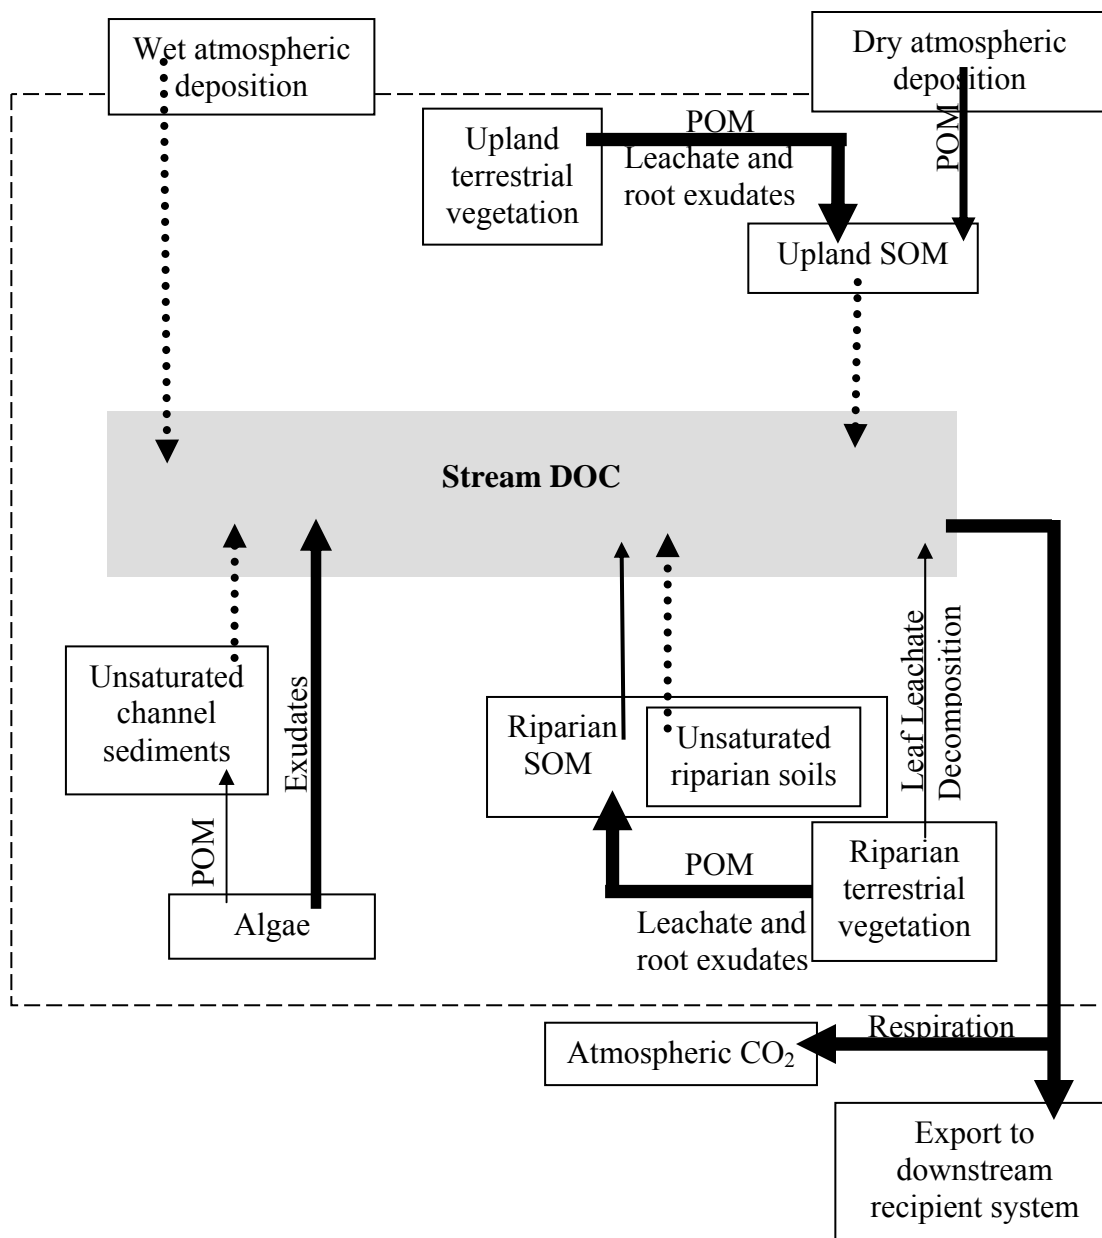 Wet atmospheric
deposition
Dry atmospheric
deposition
POM
Upland
terrestrial
vegetation
POM
Leachate and
root exudates
Upland SOM
Stream DOC
Unsaturated
channel
sediments
Exudates
POM
Algae
Riparian
SOM
Unsaturated
riparian soils
Leaf Leachate
Decomposition
POM
Leachate and
root exudates
Riparian
terrestrial
vegetation
Respiration
Atmospheric CO₂
Export to
downstream
recipient system